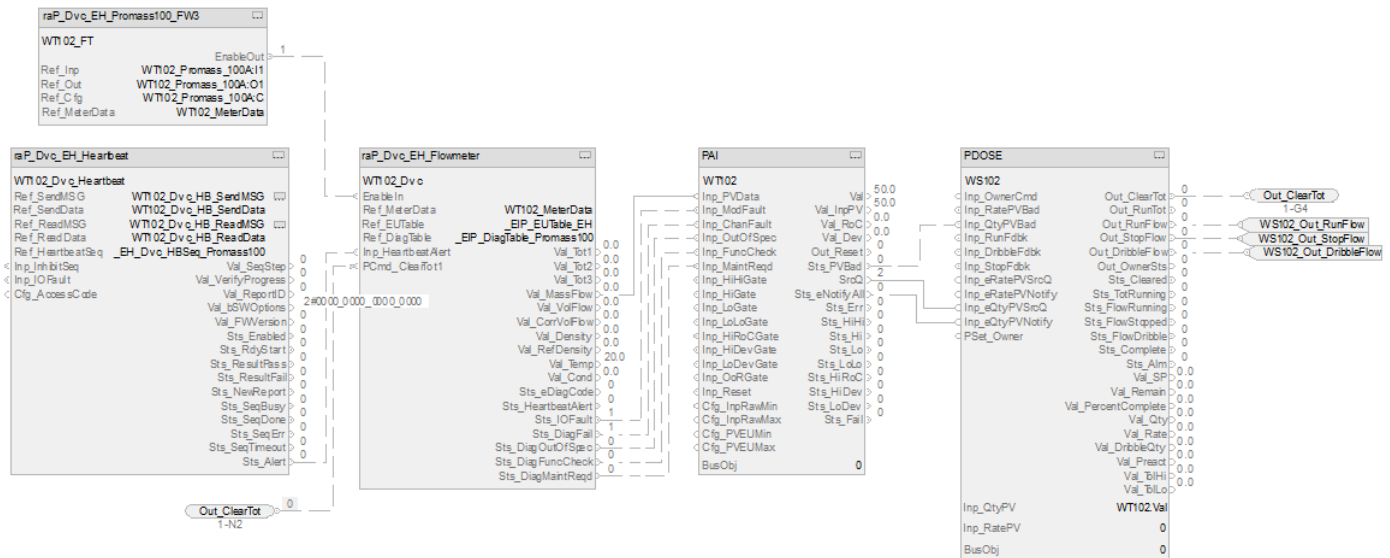 raP_Dvc_EH_Promass100_FW3
WT102_FT
EnableOut
1
Ref_Inp WT102_Promass_100A:I1
Ref_Out WT102_Promass_100A:O1
Ref_Cfg WT102_Promass_100A:C
Ref_MeterData WT102_MeterData
raP_Dvc_EH_Heartbeat
WT102_Dvc_Heartbeat
Ref_SendMSG WT102_Dvc_HB_SendMSG
Ref_SendData WT102_Dvc_HB_SendData
Ref_ReadMSG WT102_Dvc_HB_ReadMSG
Ref_ReadData WT102_Dvc_HB_ReadData
Ref_HeartbeatSeq _EH_Dvc_HBSeq_Promass100
Inp_InhibitSeq Val_SeqStep 0
Inp_IOFault Val_VerifyProgress 0
Cfg_AccessCode Val_ReportID 0
Val_bSWOptions 2#0000_0000_0000_0000
Val_FWVersion 0
Sts_Enabled 0
Sts_RdyStart 0
Sts_ResultPass 0
Sts_ResultFail 0
Sts_NewReport 0
Sts_SeqBusy 0
Sts_SeqDone 0
Sts_SeqErr 0
Sts_SeqTimeout 0
Sts_Alert 0
Out_ClearTot 0
1-N2
raP_Dvc_EH_Flowmeter
WT102_Dvc
EnableIn
Ref_MeterData WT102_MeterData
Ref_EUTable _EIP_EUTable_EH
Ref_DiagTable _EIP_DiagTable_Promass100
Inp_HeartbeatAlert Val_Tot1 0.0
PCmd_ClearTot1 Val_Tot2 0.0
Val_Tot3 0.0
Val_MassFlow 0.0
Val_VolFlow 0.0
Val_CorrVolFlow 0.0
Val_Density 0.0
Val_RefDensity 0.0
Val_Temp 20.0
Val_Cond 0.0
Sts_eDiagCode 0
Sts_HeartbeatAlert 0
Sts_IOFault 1
Sts_DiagFail 1
Sts_DiagOutOfSpec 0
Sts_DiagFuncCheck 0
Sts_DiagMaintReqd 0
PAI
WT102
Inp_PVData Val 50.0
Inp_ModFault Val_InpPV 50.0
Inp_ChanFault Val_RoC 0.0
Inp_OutOfSpec Val_Dev 0.0
Inp_FuncCheck Out_Reset 0
Inp_MaintReqd Sts_PVBad 0
Inp_HiHiGate SrcQ 2
Inp_HiGate Sts_eNotifyAll 0
Inp_LoGate Sts_Err 0
Inp_LoLoGate Sts_HiHi 0
Inp_HiRoCGate Sts_Hi 0
Inp_HiDevGate Sts_Lo 0
Inp_LoDevGate Sts_LoLo 0
Inp_OoRGate Sts_HiRoC 0
Inp_Reset Sts_HiDev 0
Cfg_InpRawMin Sts_LoDev 0
Cfg_InpRawMax Sts_Fail 0
Cfg_PVEUMin
Cfg_PVEUMax
BusObj 0
PDOSE
WS102
Inp_OwnerCmd Out_ClearTot 0
Inp_RatePVBad Out_RunTot 0
Inp_QtyPVBad Out_RunFlow 0
Inp_RunFdbk Out_StopFlow 0
Inp_DribbleFdbk Out_DribbleFlow 0
Inp_StopFdbk Out_OwnerSts 0
Inp_eRatePVSrcQ Sts_Cleared 0
Inp_eRatePVNotify Sts_TotRunning 0
Inp_eQtyPVSrcQ Sts_FlowRunning 0
Inp_eQtyPVNotify Sts_FlowStopped 0
PSet_Owner Sts_FlowDribble 0
Sts_Complete 0
Sts_Alm 0
Val_SP 0.0
Val_Remain 0.0
Val_PercentComplete 0.0
Val_Qty 0.0
Val_Rate 0.0
Val_DribbleQty 0.0
Val_Preact 0.0
Val_TolHi 0.0
Val_TolLo 0.0
Inp_QtyPV WT102.Val
Inp_RatePV 0
BusObj 0
Out_ClearTot
1-G4
WS102_Out_RunFlow
WS102_Out_StopFlow
WS102_Out_DribbleFlow